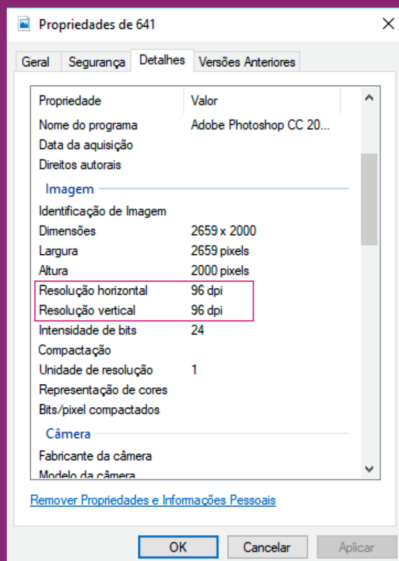 Propriedades de 641
Geral Segurança Detalhes Versões Anteriores
Propriedade Valor
Nome do programa Adobe Photoshop CC 20...
Data da aquisição
Direitos autorais
Imagem
Identificação de Imagem
Dimensões 2659 x 2000
Largura 2659 pixels
Altura 2000 pixels
Resolução horizontal 96 dpi
Resolução vertical 96 dpi
Intensidade de bits 24
Compactação
Unidade de resolução 1
Representação de cores
Bits/pixel compactados
Câmera
Fabricante da câmera
Modelo da câmera
Remover Propriedades e Informações Pessoais
OK Cancelar Aplicar